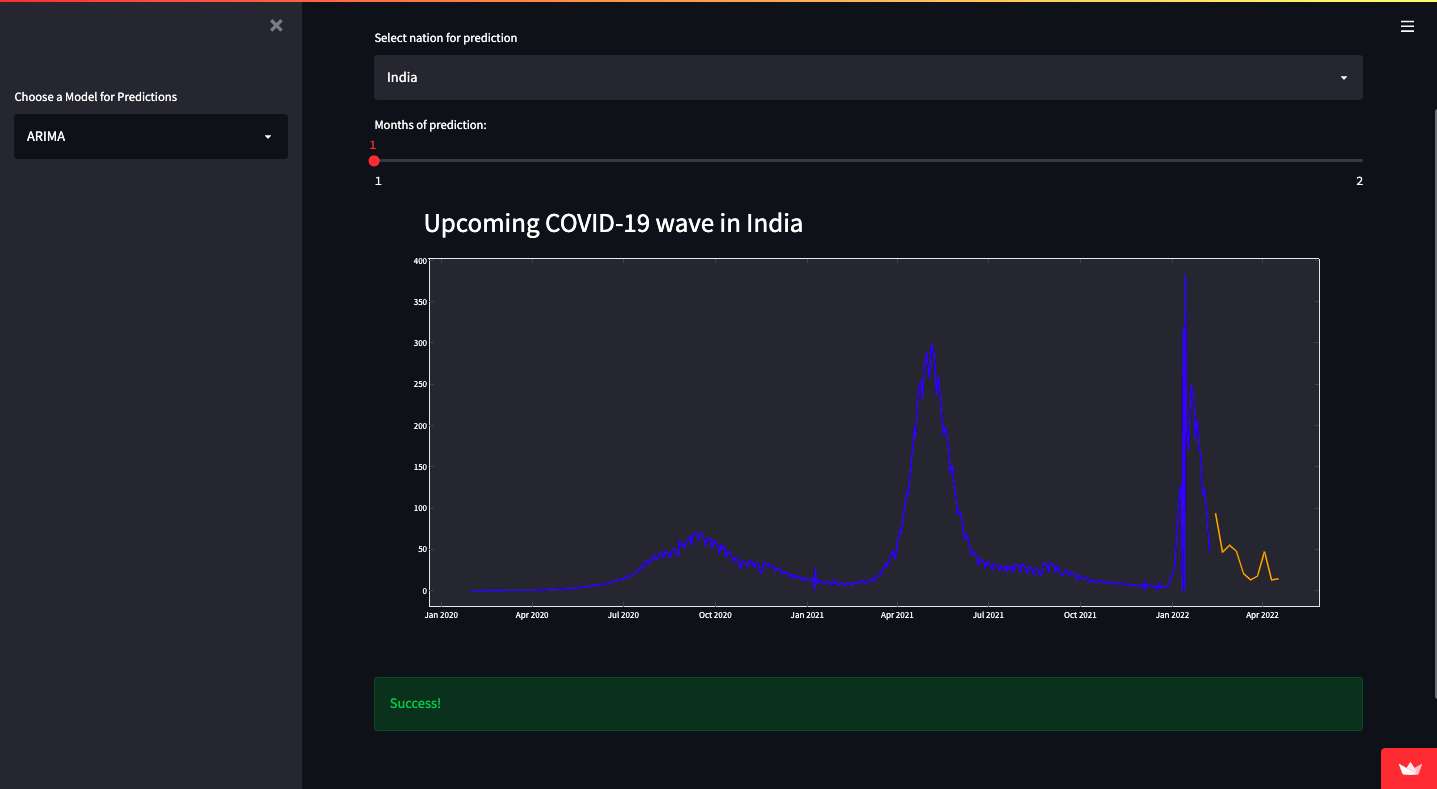 Choose a Model for Predictions
ARIMA
Select nation for prediction
India
Months of prediction:
1
1 2
Upcoming COVID-19 wave in India
400
350
300
250
200
150
100
50
0
Jan 2020 Apr 2020 Jul 2020 Oct 2020 Jan 2021 Apr 2021 Jul 2021 Oct 2021 Jan 2022 Apr 2022
Success!